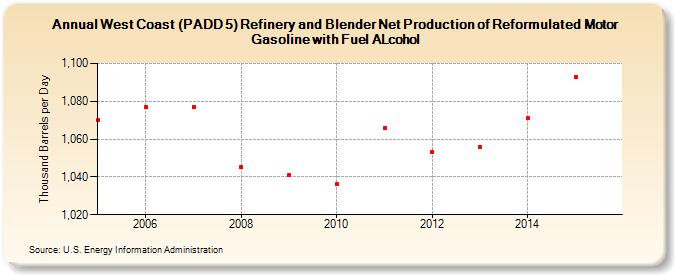 Annual West Coast (PADD 5) Refinery and Blender Net Production of Reformulated Motor
Gasoline with Fuel ALcohol
Thousand Barrels per Day
1,100
1,080
1,060
1,040
1,020
2006
2008
2010
2012
2014
Source: U.S. Energy Information Administration